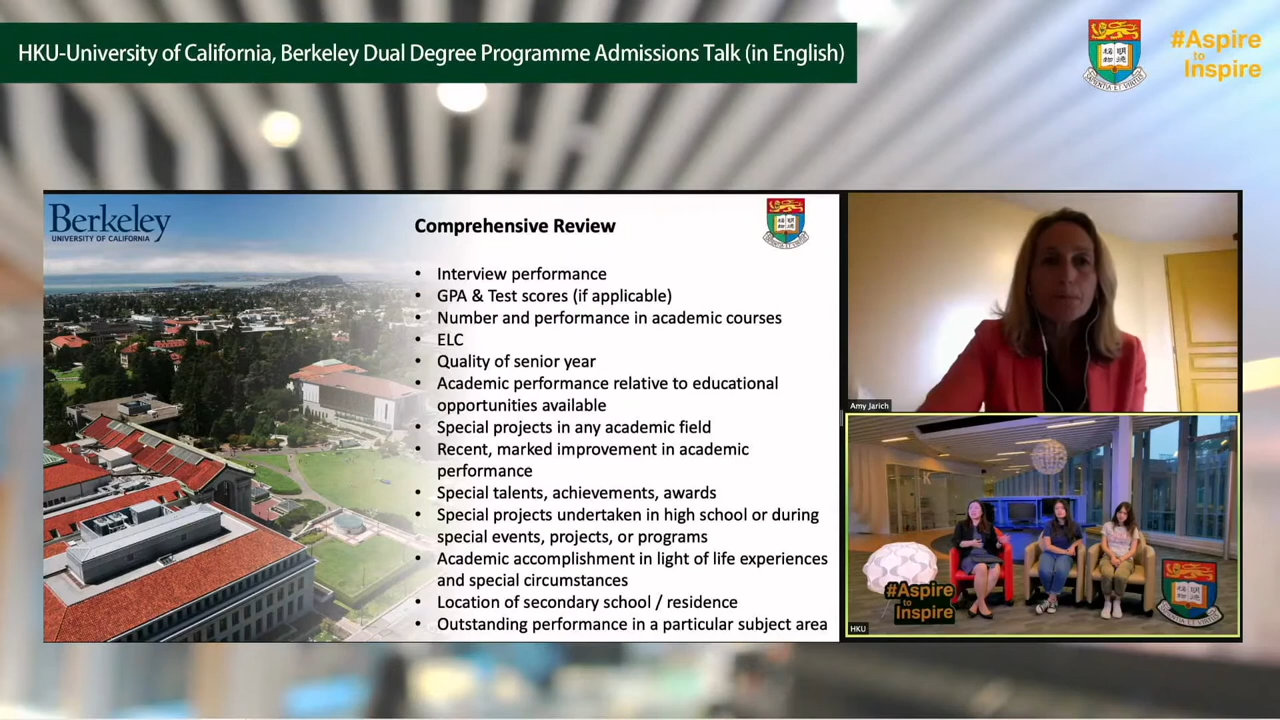 HKU-University of California, Berkeley Dual Degree Programme Admissions Talk (in English)
#Aspire
to
Inspire
SAPIENTIA ET VIRTUS
Berkeley
UNIVERSITY OF CALIFORNIA
Comprehensive Review
• Interview performance
• GPA & Test scores (if applicable)
• Number and performance in academic courses
• ELC
• Quality of senior year
• Academic performance relative to educational
opportunities available
• Special projects in any academic field
• Recent, marked improvement in academic
performance
• Special talents, achievements, awards
• Special projects undertaken in high school or during
special events, projects, or programs
• Academic accomplishment in light of life experiences
and special circumstances
• Location of secondary school / residence
• Outstanding performance in a particular subject area
Amy Jarich
K
#Aspire
to
Inspire
HKU